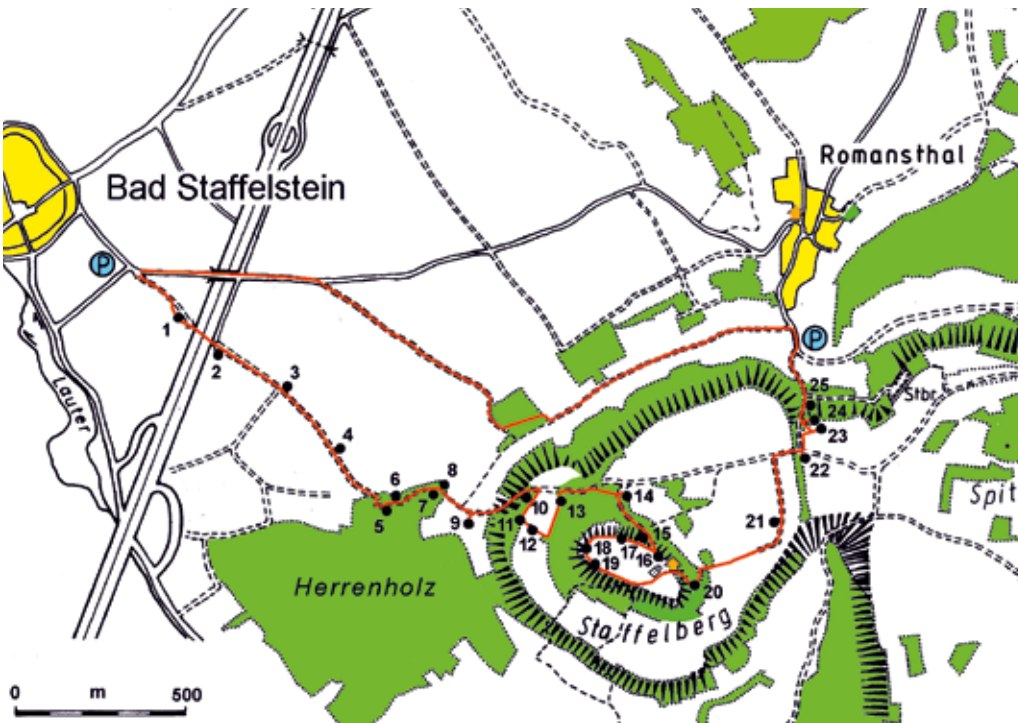 Bad Staffelstein
Romansthal
P
P
Lauter
1
2
3
4
5
6
7
8
9
10
11
12
13
14
15
16
17
18
19
20
21
22
23
24
25
Stbr.
Spit
Herrenholz
Staffelberg
0 m 500